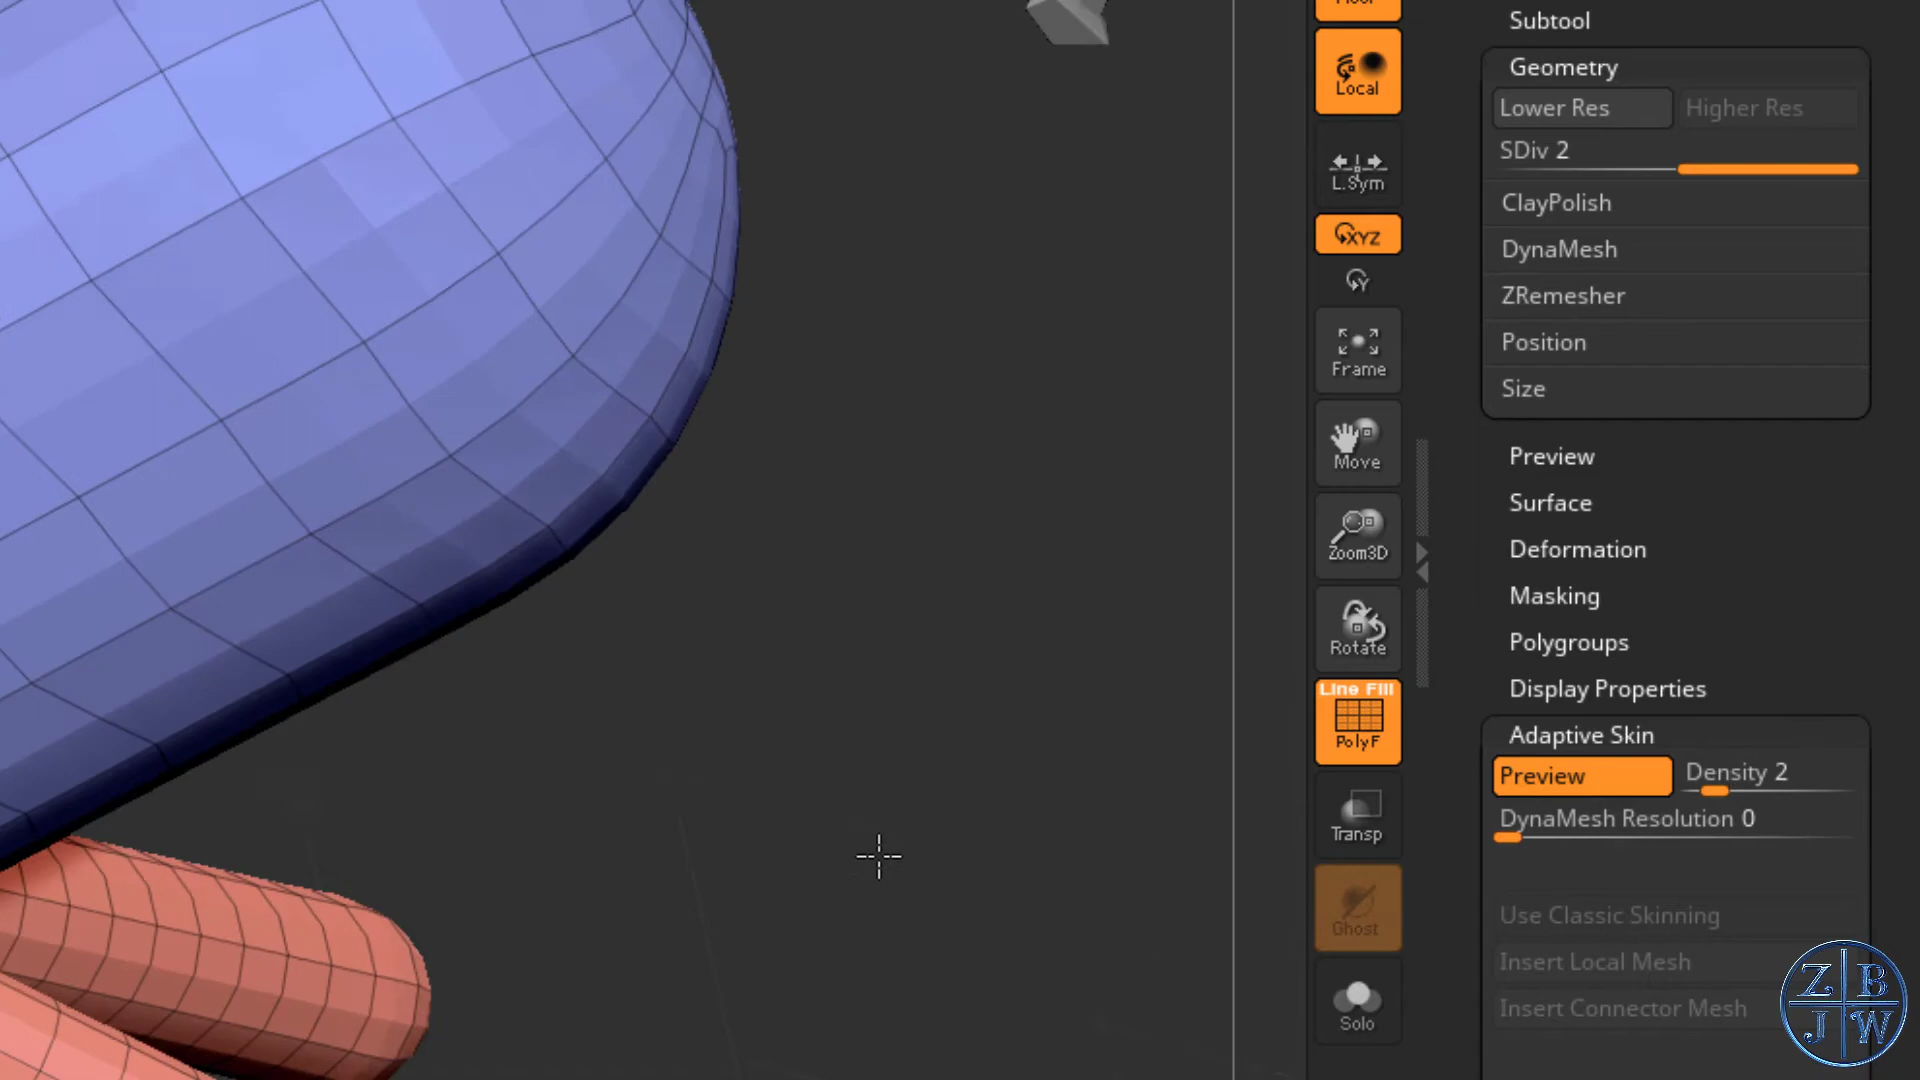 Floor
Local
L.Sym
XYZ
Y
Frame
Move
Zoom3D
Rotate
Line Fill
PolyF
Transp
Ghost
Solo
Subtool
Geometry
Lower Res Higher Res
SDiv 2
ClayPolish
DynaMesh
ZRemesher
Position
Size
Preview
Surface
Deformation
Masking
Polygroups
Display Properties
Adaptive Skin
Preview Density 2
DynaMesh Resolution 0
Use Classic Skinning
Insert Local Mesh
Insert Connector Mesh
Z B
J W